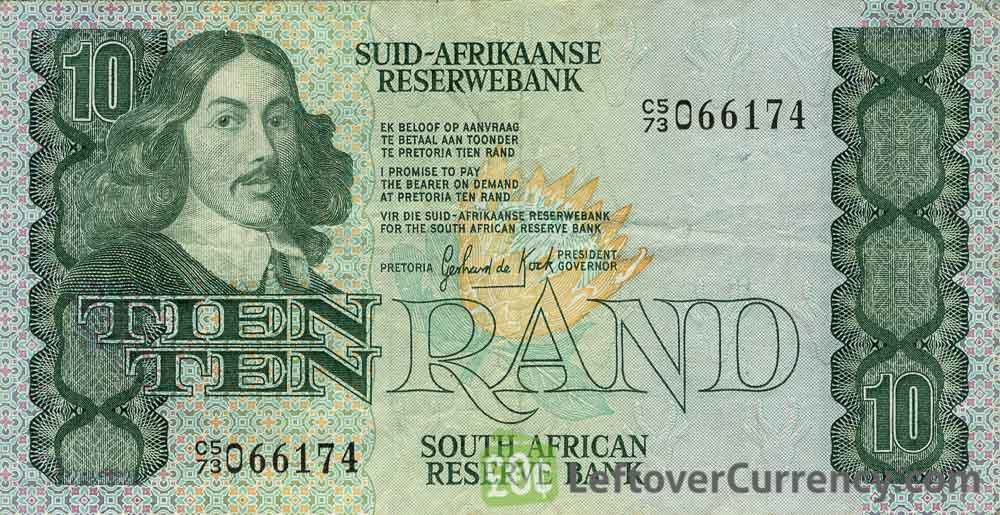 10
SUID-AFRIKAANSE
RESERWEBANK
C5/73 066174
EK BELOOF OP AANVRAAG
TE BETAAL AAN TOONDER
TE PRETORIA TIEN RAND
I PROMISE TO PAY
THE BEARER ON DEMAND
AT PRETORIA TEN RAND
VIR DIE SUID-AFRIKAANSE RESERWEBANK
FOR THE SOUTH AFRICAN RESERVE BANK
PRETORIA Gerhard de Kock PRESIDENT
GOVERNOR
TIEN
TEN RAND
10
C5/73 066174
SOUTH AFRICAN
RESERVE BANK
LeftoverCurrency.com